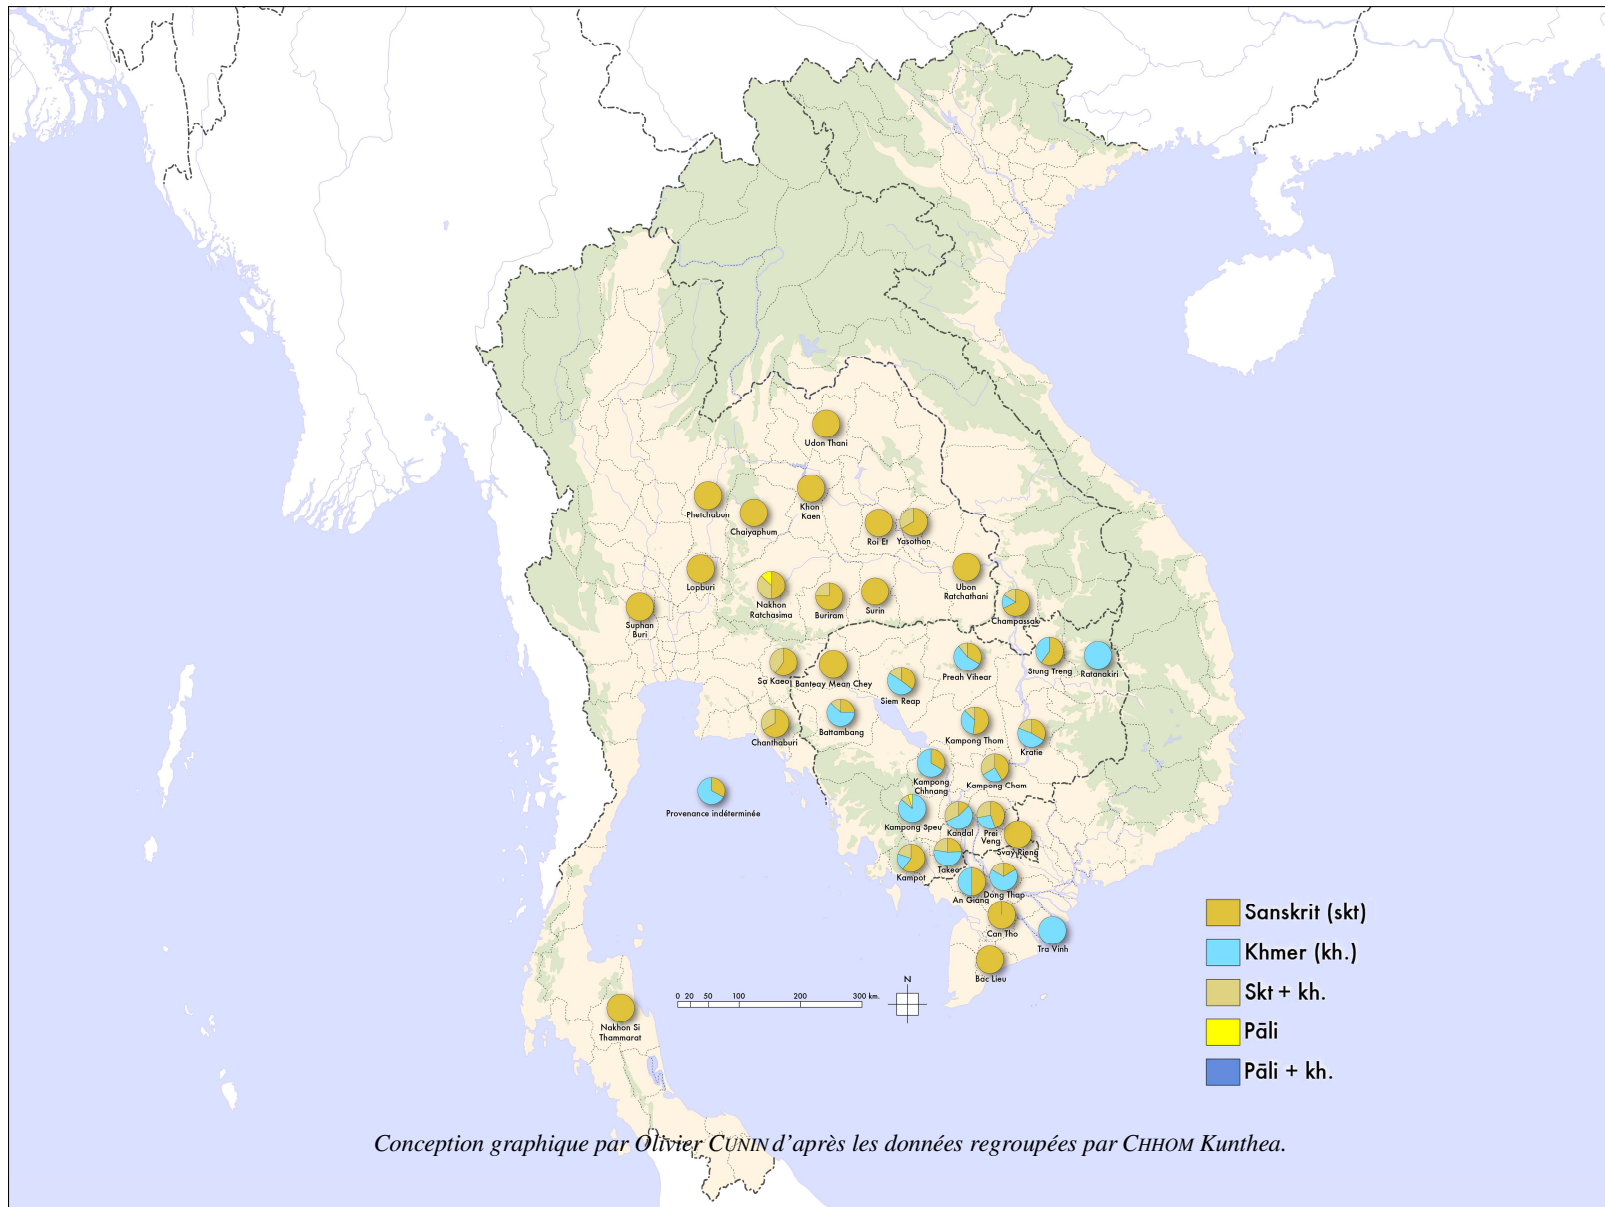 Udon Thani
Phetchabun
Chaiyaphum
Khon
Kaen
Roi Et
Yasothon
Lopburi
Nakhon
Ratchasima
Buriram
Surin
Ubon
Ratchathani
Suphan
Buri
Champassak
Sa Kaeo
Banteay Mean Chey
Siem Reap
Preah Vihear
Stung Treng
Ratanakiri
Chanthaburi
Battambang
Kampong Thom
Kratie
Kampong
Chhnang
Kampong Cham
Provenance indéterminée
Kampong Speu
Kandal
Prei
Veng
Svay Rieng
Kampot
Takeo
An Giang
Dong Thap
Can Tho
Tra Vinh
Bac Lieu
Nakhon Si
Thammarat
N
0 20 50 100 200 300 km.
Sanskrit (skt)
Khmer (kh.)
Skt + kh.
Pāli
Pāli + kh.
Conception graphique par Olivier CUNIN d'après les données regroupées par CHHOM Kunthea.